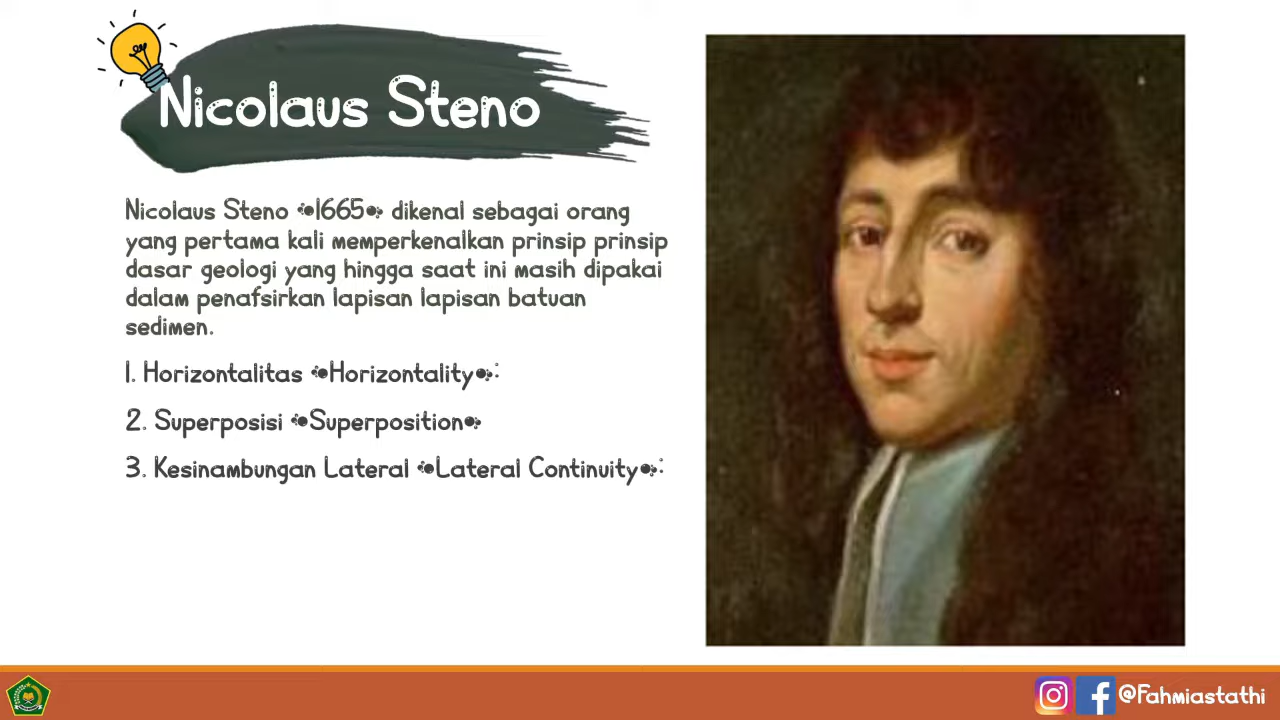 Nicolaus Steno
Nicolaus Steno 1665 dikenal sebagai orang
yang pertama kali memperkenalkan prinsip prinsip
dasar geologi yang hingga saat ini masih dipakai
dalam penafsirkan lapisan lapisan batuan
sedimen.
1. Horizontalitas Horizontality :
2. Superposisi Superposition
3. Kesinambungan Lateral Lateral Continuity :
@Fahmiastathi